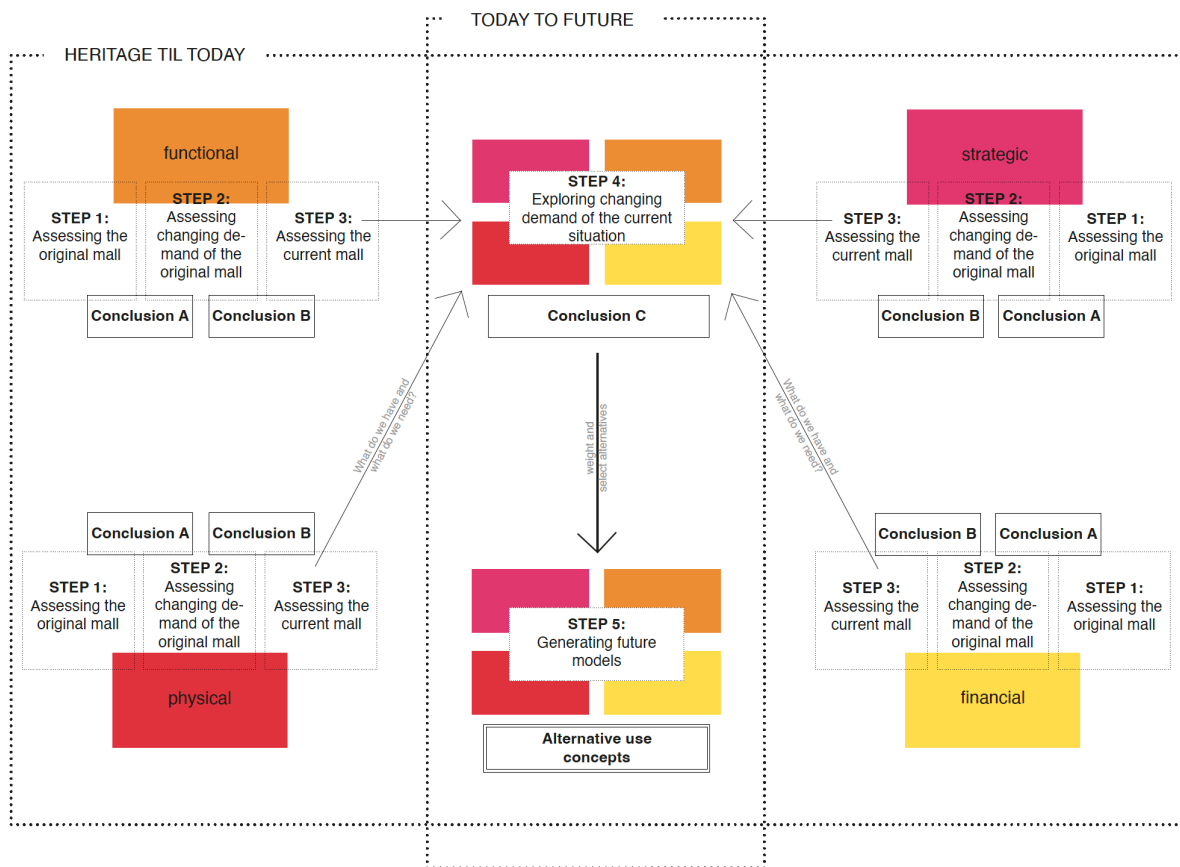 TODAY TO FUTURE
HERITAGE TIL TODAY
functional
STEP 1:
Assessing the
original mall
STEP 2:
Assessing
changing de-
mand of the
original mall
STEP 3:
Assessing the
current mall
Conclusion A
Conclusion B
STEP 4:
Exploring changing
demand of the current
situation
Conclusion C
strategic
STEP 3:
Assessing the
current mall
STEP 2:
Assessing
changing de-
mand of the
original mall
STEP 1:
Assessing the
original mall
Conclusion B
Conclusion A
What do we have and
what do we need?
weight and
select alternatives
What do we have and
what do we need?
Conclusion A
Conclusion B
STEP 1:
Assessing the
original mall
STEP 2:
Assessing
changing de-
mand of the
original mall
STEP 3:
Assessing the
current mall
physical
STEP 5:
Generating future
models
Alternative use
concepts
Conclusion B
Conclusion A
STEP 3:
Assessing the
current mall
STEP 2:
Assessing
changing de-
mand of the
original mall
STEP 1:
Assessing the
original mall
financial